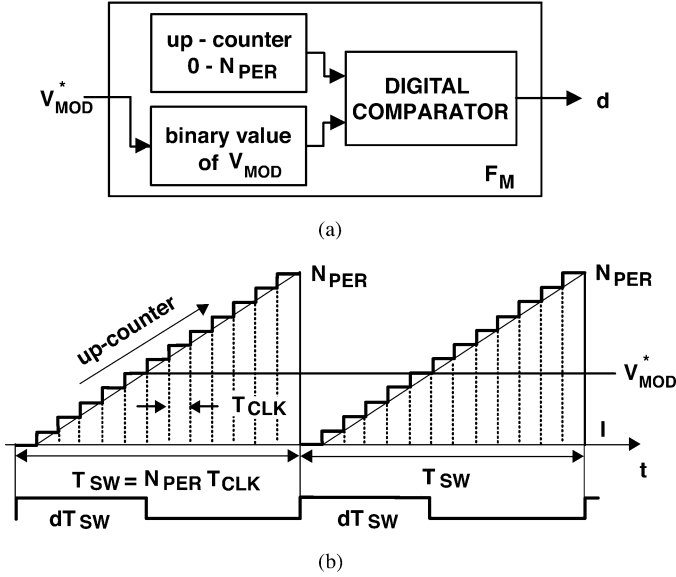 up - counter
0 - N_PER
V*_MOD
DIGITAL
COMPARATOR
d
binary value
of V_MOD
F_M
(a)
N_PER
N_PER
up-counter
V*_MOD
T_CLK
I
t
T_SW = N_PER T_CLK
T_SW
dT_SW
dT_SW
(b)